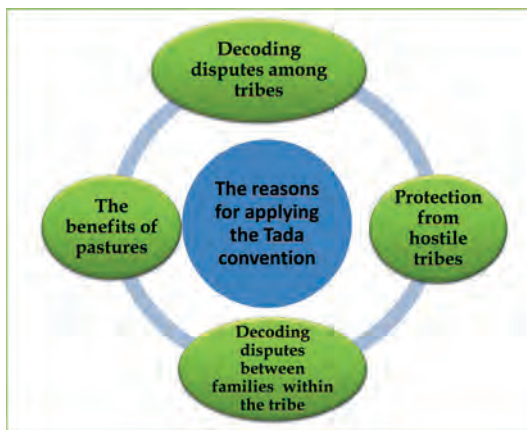 Decoding
disputes among
tribes
The
benefits of
pastures
The reasons
for applying
the Tada
convention
Protection
from
hostile
tribes
Decoding
disputes
between
families within
the tribe